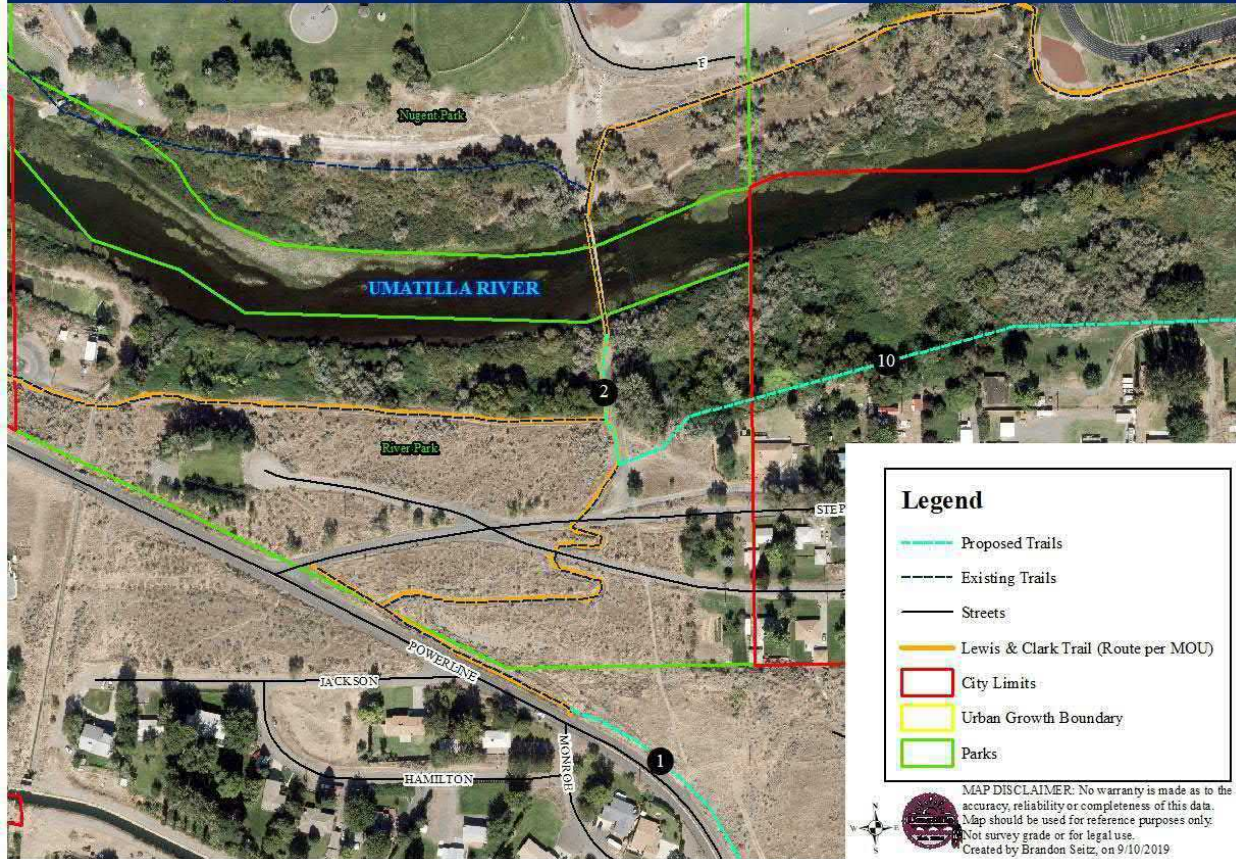 F
Nugent Park
UMATILLA RIVER
10
2
River Park
STEP
POWERLINE
JACKSON
MONROE
HAMILTON
1
Legend
Proposed Trails
Existing Trails
Streets
Lewis & Clark Trail (Route per MOU)
City Limits
Urban Growth Boundary
Parks
N
W E
S
MAP DISCLAIMER: No warranty is made as to the
accuracy, reliability or completeness of this data.
Map should be used for reference purposes only.
Not survey grade or for legal use.
Created by Brandon Seitz, on 9/10/2019